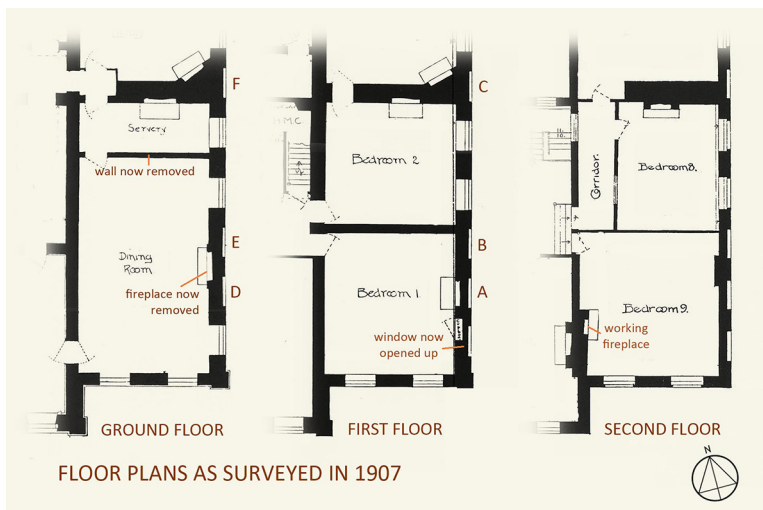 F
Servery
wall now removed
E
Dining
Room
fireplace now
removed
D
GROUND FLOOR
C
H.M.C
Bedroom 2
B
Bedroom 1.
A
window now
opened up
FIRST FLOOR
Corridor.
Bedroom 8.
Bedroom 9.
working
fireplace
SECOND FLOOR
FLOOR PLANS AS SURVEYED IN 1907
N